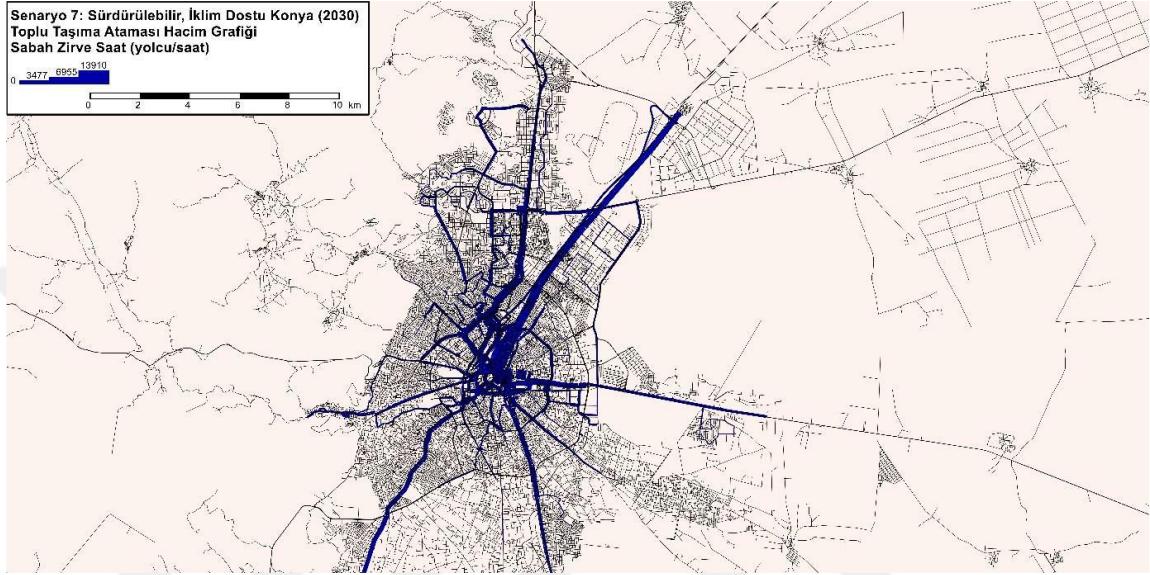 Senaryo 7: Sürdürülebilir, İklim Dostu Konya (2030)
Toplu Taşıma Ataması Hacim Grafiği
Sabah Zirve Saat (yolcu/saat)
0 3477 6955 13910
0 2 4 6 8 10
km